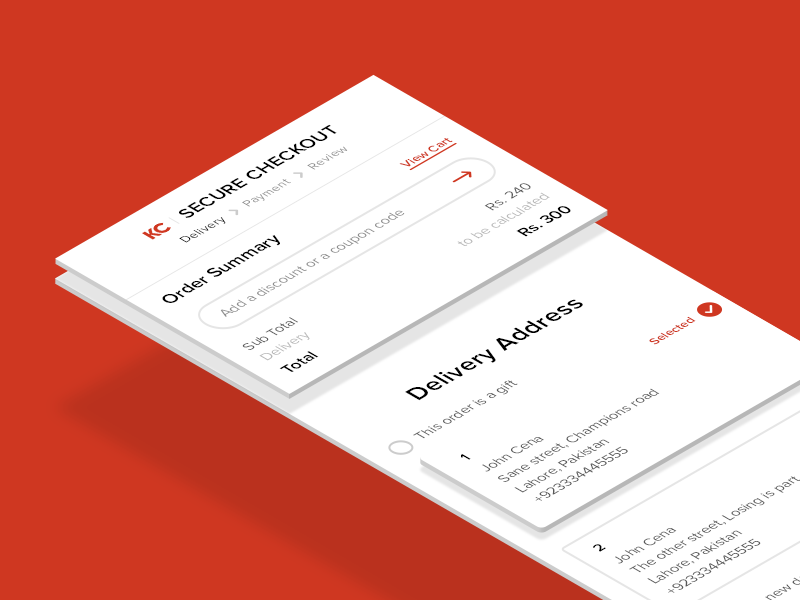 KC SECURE CHECKOUT
Delivery > Payment > Review
Order Summary
View Cart
Add a discount or a coupon code
Sub Total Rs. 240
Delivery to be calculated
Total Rs. 300
Delivery Address
This order is a gift
Selected
1
John Cena
Sane street, Champions road
Lahore, Pakistan
+923334445555
2
John Cena
The other street, Losing is part
Lahore, Pakistan
+923334445555
new